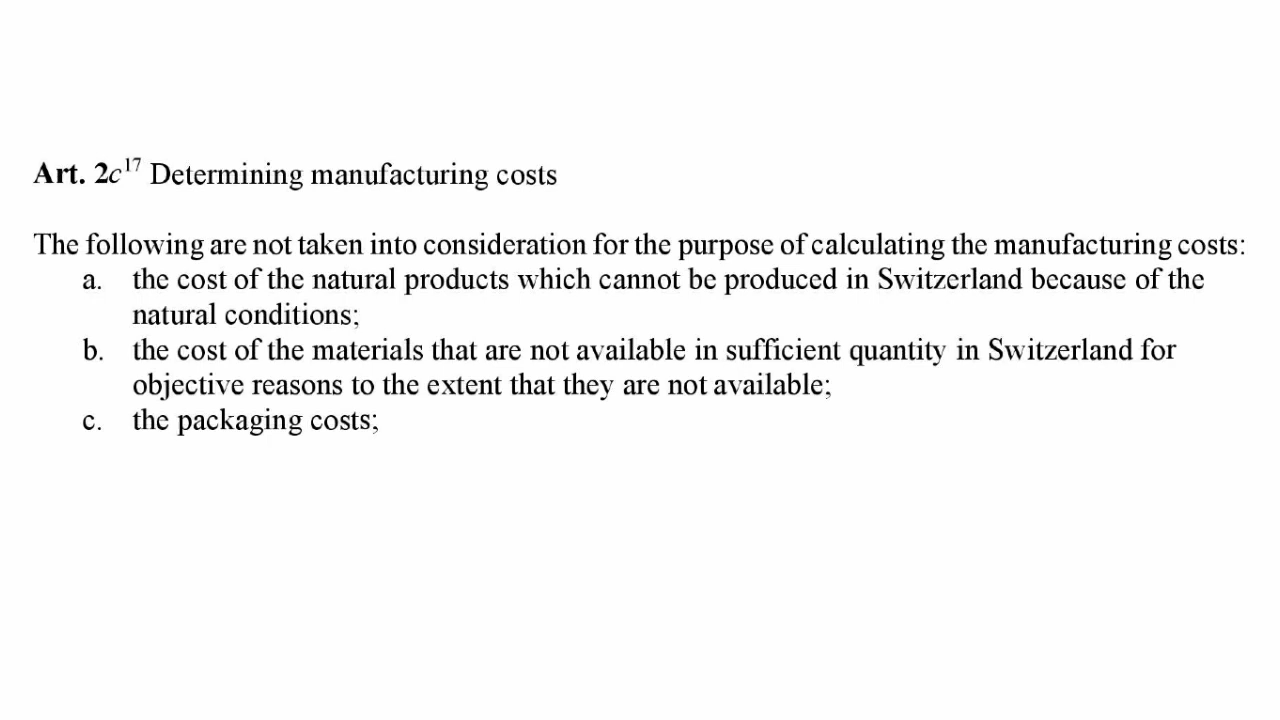 Art. 2c17 Determining manufacturing costs
The following are not taken into consideration for the purpose of calculating the manufacturing costs:
a. the cost of the natural products which cannot be produced in Switzerland because of the
natural conditions;
b. the cost of the materials that are not available in sufficient quantity in Switzerland for
objective reasons to the extent that they are not available;
c. the packaging costs;